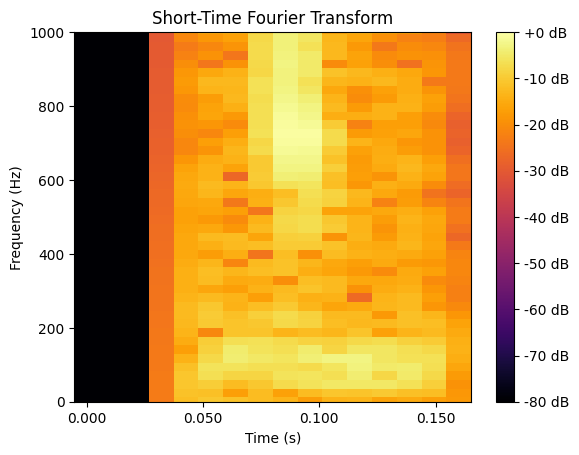 Short-Time Fourier Transform
Frequency (Hz)
1000
800
600
400
200
0
0.000
0.050
0.100
0.150
Time (s)
+0 dB
-10 dB
-20 dB
-30 dB
-40 dB
-50 dB
-60 dB
-70 dB
-80 dB